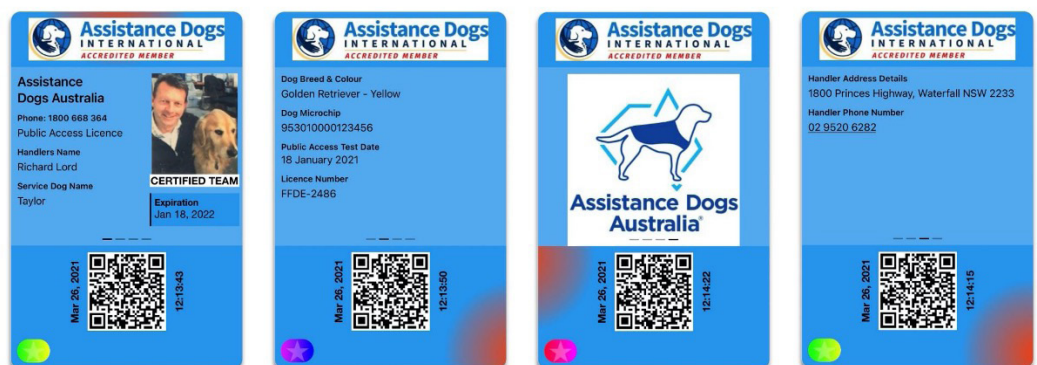 Assistance Dogs
INTERNATIONAL
ACCREDITED MEMBER
Assistance
Dogs Australia
Phone: 1800 668 364
Public Access Licence
Handlers Name
Richard Lord
Service Dog Name
Taylor
CERTIFIED TEAM
Expiration
Jan 18, 2022
Mar 26, 2021
12:13:43
Assistance Dogs
INTERNATIONAL
ACCREDITED MEMBER
Dog Breed & Colour
Golden Retriever - Yellow
Dog Microchip
953010000123456
Public Access Test Date
18 January 2021
Licence Number
FFDE-2486
Mar 26, 2021
12:13:50
Assistance Dogs
INTERNATIONAL
ACCREDITED MEMBER
Assistance Dogs
Australia®
Mar 26, 2021
12:14:22
Assistance Dogs
INTERNATIONAL
ACCREDITED MEMBER
Handler Address Details
1800 Princes Highway, Waterfall NSW 2233
Handler Phone Number
02 9520 6282
Mar 26, 2021
12:14:15